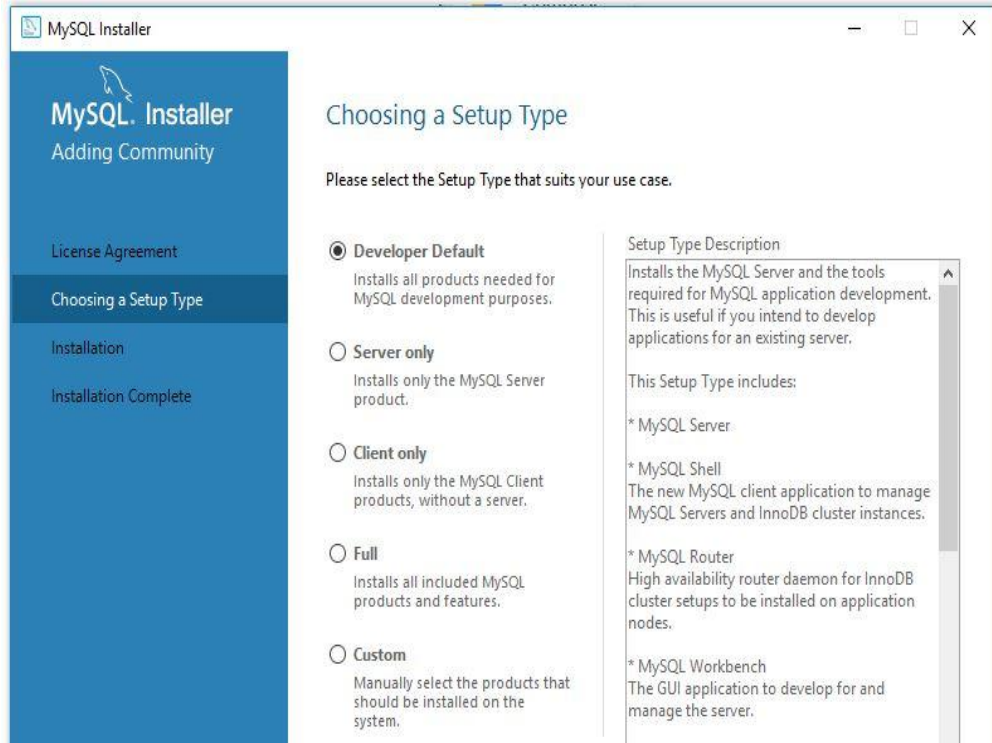 MySQL Installer
MySQL. Installer
Adding Community
License Agreement
Choosing a Setup Type
Installation
Installation Complete
Choosing a Setup Type
Please select the Setup Type that suits your use case.
Developer Default
Installs all products needed for
MySQL development purposes.
Server only
Installs only the MySQL Server
product.
Client only
Installs only the MySQL Client
products, without a server.
Full
Installs all included MySQL
products and features.
Custom
Manually select the products that
should be installed on the
system.
Setup Type Description
Installs the MySQL Server and the tools
required for MySQL application development.
This is useful if you intend to develop
applications for an existing server.
This Setup Type includes:
* MySQL Server
* MySQL Shell
The new MySQL client application to manage
MySQL Servers and InnoDB cluster instances.
* MySQL Router
High availability router daemon for InnoDB
cluster setups to be installed on application
nodes.
* MySQL Workbench
The GUI application to develop for and
manage the server.